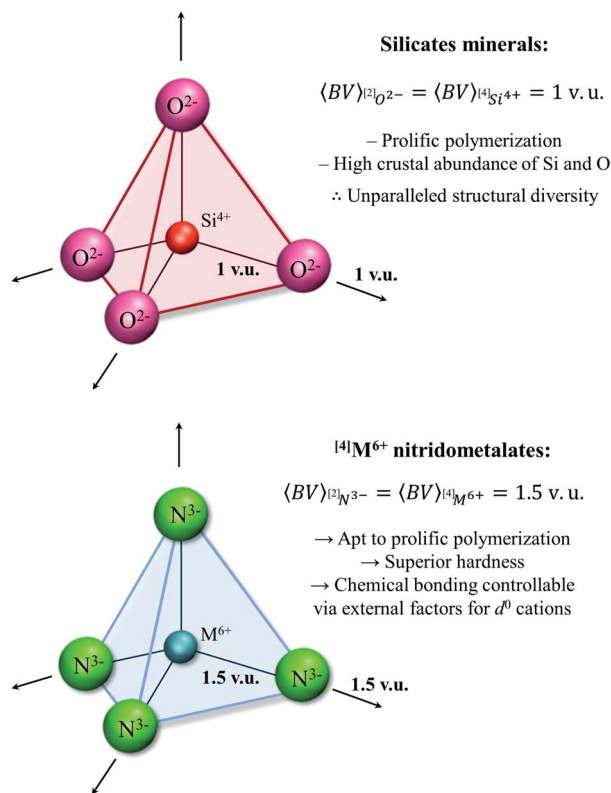 Silicates minerals:
⟨BV⟩[2]O²⁻ = ⟨BV⟩[4]Si⁴⁺ = 1 v. u.
– Prolific polymerization
– High crustal abundance of Si and O
∴ Unparalleled structural diversity
O²⁻
Si⁴⁺
O²⁻
1 v.u.
O²⁻
1 v.u.
O²⁻
[4]M⁶⁺ nitridometalates:
⟨BV⟩[2]N³⁻ = ⟨BV⟩[4]M⁶⁺ = 1.5 v. u.
→ Apt to prolific polymerization
→ Superior hardness
→ Chemical bonding controllable
via external factors for d⁰ cations
N³⁻
M⁶⁺
N³⁻
1.5 v.u.
N³⁻
1.5 v.u.
N³⁻